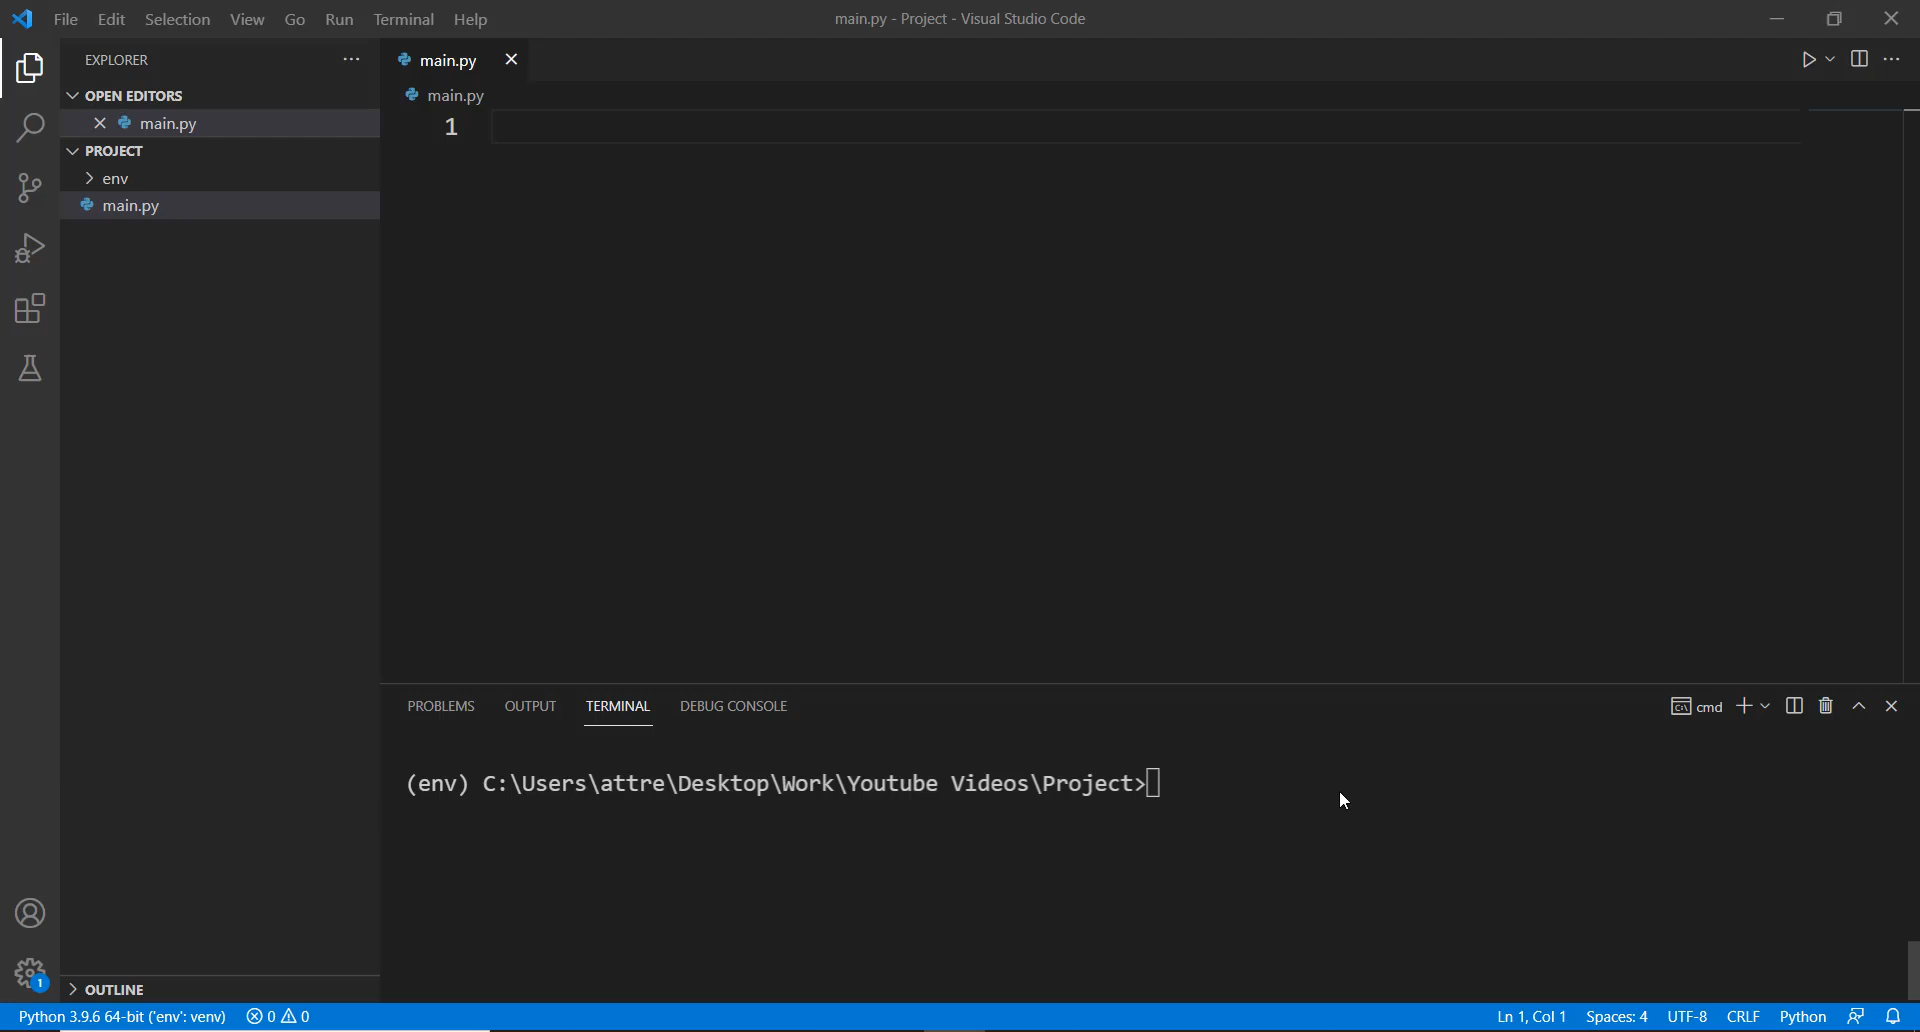 File Edit Selection View Go Run Terminal Help
main.py - Project - Visual Studio Code
EXPLORER
OPEN EDITORS
main.py
PROJECT
env
main.py
OUTLINE
main.py
main.py
1
PROBLEMS OUTPUT TERMINAL DEBUG CONSOLE
cmd
(env) C:\Users\attre\Desktop\Work\Youtube Videos\Project>
1
Python 3.9.6 64-bit ('env': venv) 0 0
Ln 1, Col 1 Spaces: 4 UTF-8 CRLF Python